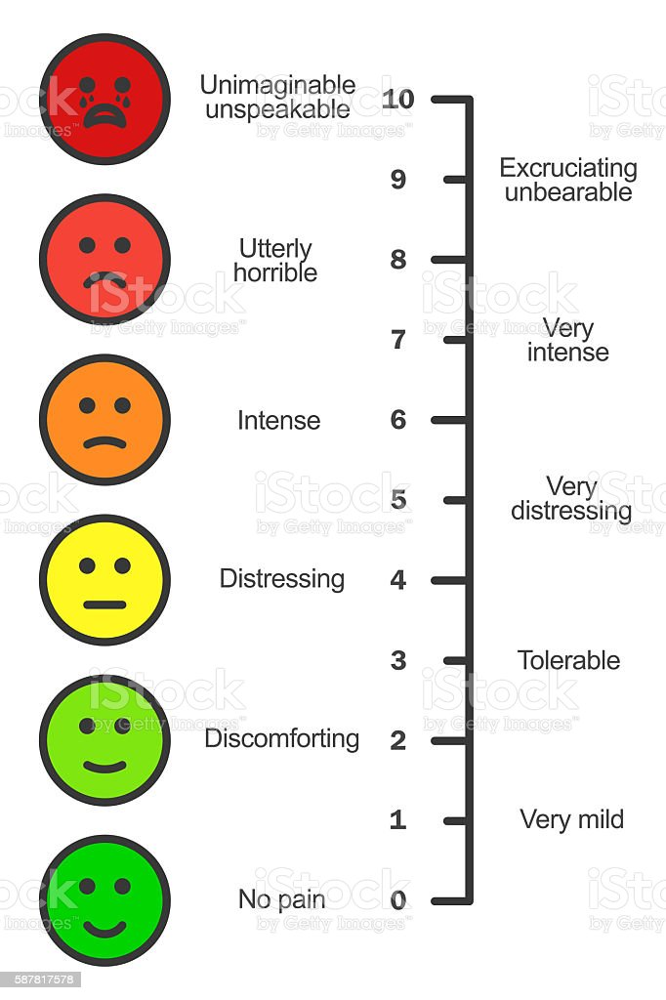 Unimaginable
unspeakable
10
9
Excruciating
unbearable
Utterly
horrible
8
7
Very
intense
Intense
6
5
Very
distressing
Distressing
4
3
Tolerable
Discomforting
2
1
Very mild
No pain
0
iStock
by Getty Images™
587817578